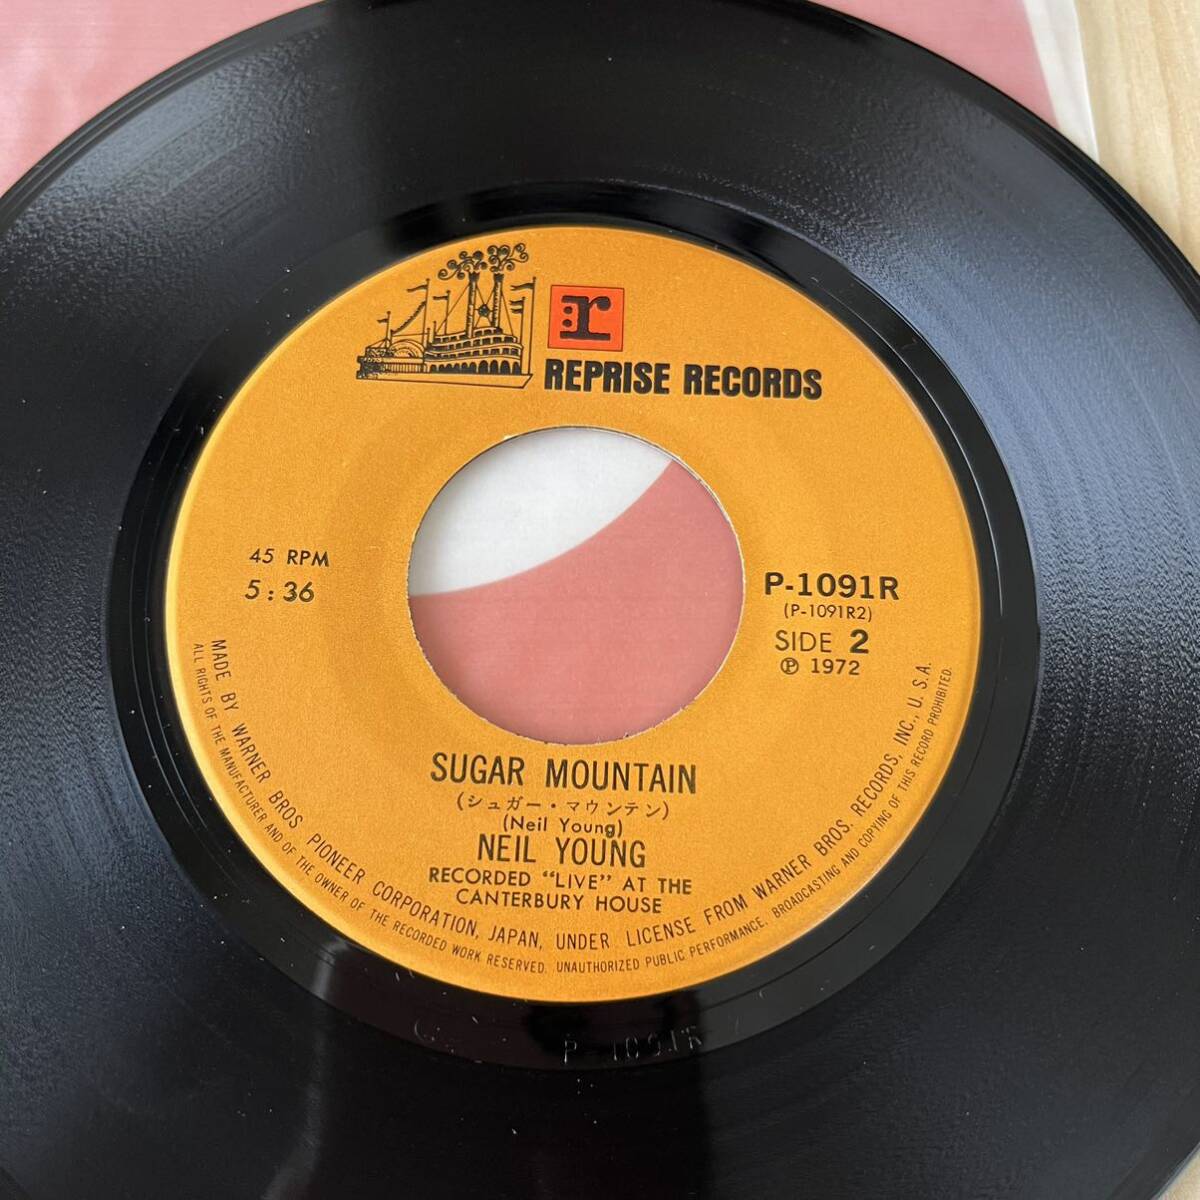 r
REPRISE RECORDS
45 RPM
5:36
P-1091R
(P-1091R2)
SIDE 2
Ⓟ 1972
SUGAR MOUNTAIN
(シュガー・マウンテン)
(Neil Young)
NEIL YOUNG
RECORDED "LIVE" AT THE
CANTERBURY HOUSE
MADE BY WARNER BROS PIONEER CORPORATION, JAPAN, UNDER LICENSE FROM WARNER BROS. RECORDS, INC., U.S.A.
ALL RIGHTS OF THE MANUFACTURER AND OF THE OWNER OF THE RECORDED WORK RESERVED. UNAUTHORIZED PUBLIC PERFORMANCE, BROADCASTING AND COPYING OF THIS RECORD PROHIBITED.
P-1091R